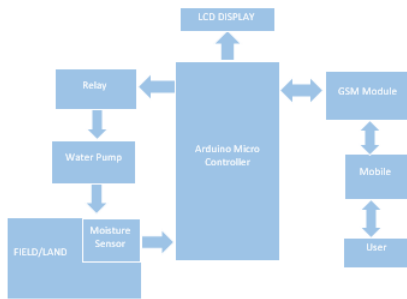 LCD DISPLAY
Relay
GSM Module
Arduino Micro
Controller
Water Pump
Mobile
Moisture
Sensor
FIELD/LAND
User